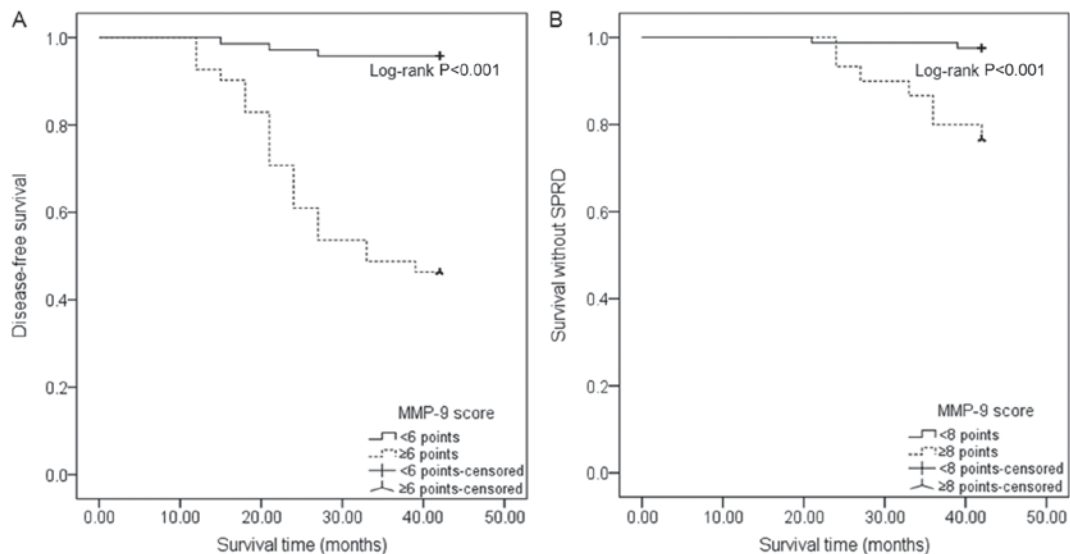 A
1.0
0.8
0.6
0.4
0.2
0.0
Disease-free survival
Log-rank P<0.001
MMP-9 score
<6 points
≥6 points
<6 points-censored
≥6 points-censored
0.00 10.00 20.00 30.00 40.00 50.00
Survival time (months)
B
1.0
0.8
0.6
0.4
0.2
0.0
Survival without SPRD
Log-rank P<0.001
MMP-9 score
<8 points
≥8 points
<8 points-censored
≥8 points-censored
0.00 10.00 20.00 30.00 40.00 50.00
Survival time (months)